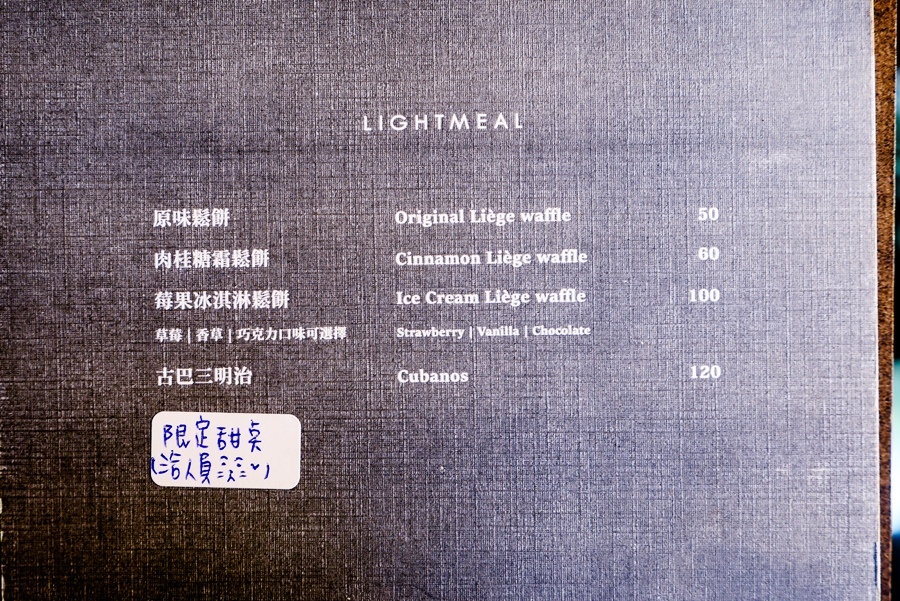 LIGHTMEAL
原味鬆餅 Original Liège waffle 50
肉桂糖霜鬆餅 Cinnamon Liège waffle 60
莓果冰淇淋鬆餅 Ice Cream Liège waffle 100
草莓 | 香草 | 巧克力口味可選擇 Strawberry | Vanilla | Chocolate
古巴三明治 Cubanos 120
限定甜桌
(洽人員